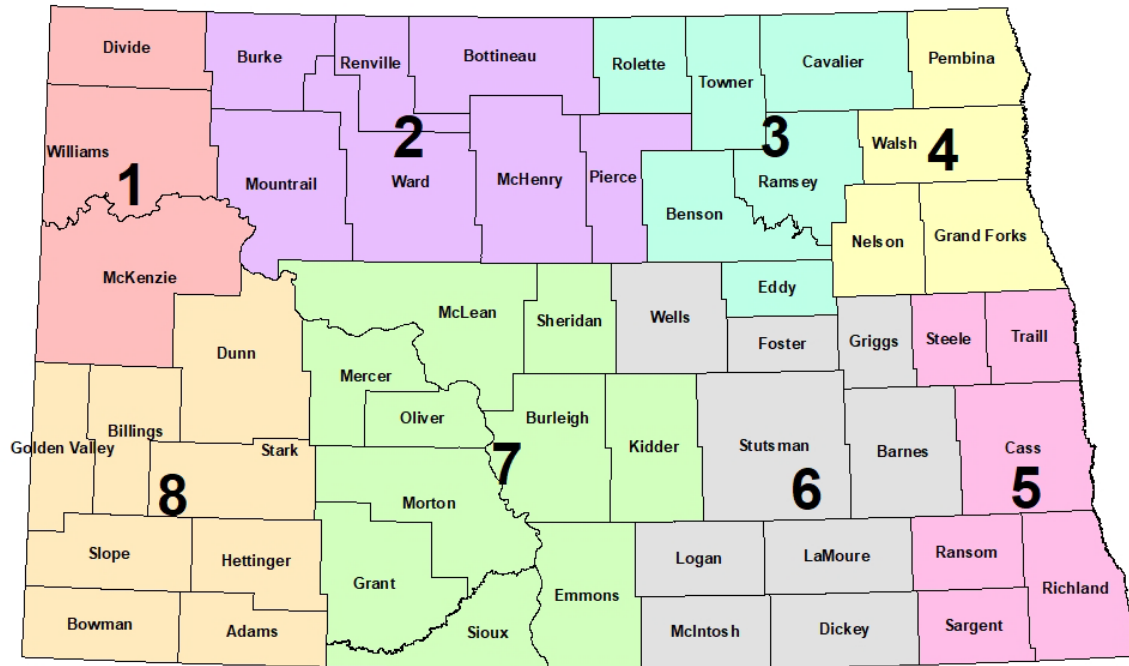 Divide
Burke
Renville
Bottineau
Rolette
Towner
Cavalier
Pembina
Williams
1
Mountrail
2
Ward
McHenry
Pierce
3
Ramsey
Benson
Walsh
4
Nelson
Grand Forks
McKenzie
Dunn
McLean
Sheridan
Wells
Eddy
Foster
Griggs
Steele
Traill
Mercer
Oliver
Golden Valley
Billings
Stark
8
Burleigh
7
Kidder
Stutsman
6
Barnes
Cass
5
Morton
Slope
Hettinger
Grant
Logan
LaMoure
Ransom
Richland
Bowman
Adams
Sioux
Emmons
McIntosh
Dickey
Sargent